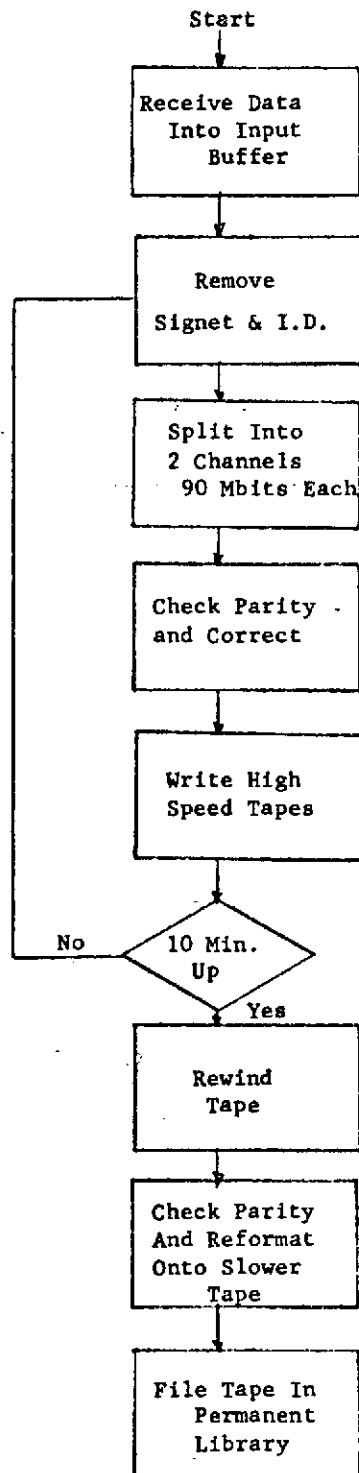 Start
Receive Data
Into Input
Buffer
Remove
Signet & I.D.
Split Into
2 Channels
90 Mbits Each
Check Parity
and Correct
Write High
Speed Tapes
No
10 Min.
Up
Yes
Rewind
Tape
Check Parity
And Reformat
Onto Slower
Tape
File Tape In
Permanent
Library